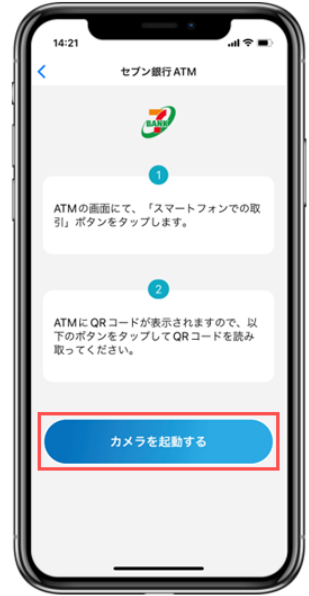 14:21
セブン銀行 ATM
7
BANK
1
ATMの画面にて、「スマートフォンでの取
引」ボタンをタップします。
2
ATMにQRコードが表示されますので、以
下のボタンをタップしてQRコードを読み
取ってください。
カメラを起動する